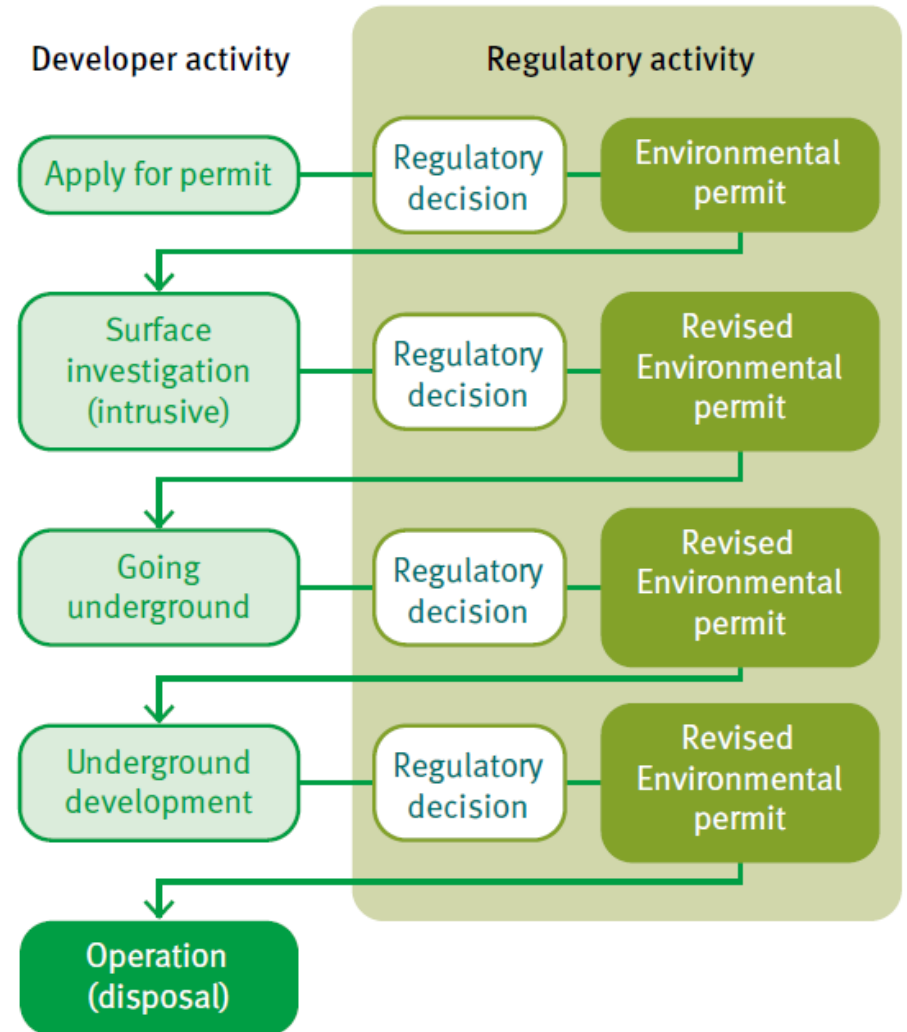 Developer activity
Regulatory activity
Apply for permit
Regulatory
decision
Environmental
permit
Surface
investigation
(intrusive)
Regulatory
decision
Revised
Environmental
permit
Going
underground
Regulatory
decision
Revised
Environmental
permit
Underground
development
Regulatory
decision
Revised
Environmental
permit
Operation
(disposal)